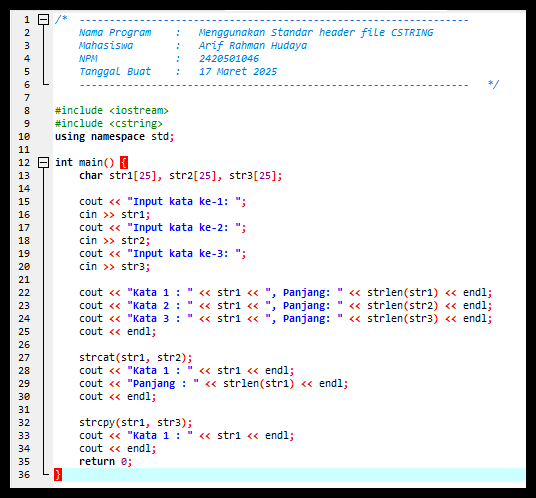 1 /* -----------------------------------------------------------------
2 Nama Program : Menggunakan Standar header file CSTRING
3 Mahasiswa : Arif Rahman Hudaya
4 NPM : 2420501046
5 Tanggal Buat : 17 Maret 2025
6 ----------------------------------------------------------------- */
7
8 #include <iostream>
9 #include <cstring>
10 using namespace std;
11
12 int main() {
13 char str1[25], str2[25], str3[25];
14
15 cout << "Input kata ke-1: ";
16 cin >> str1;
17 cout << "Input kata ke-2: ";
18 cin >> str2;
19 cout << "Input kata ke-3: ";
20 cin >> str3;
21
22 cout << "Kata 1 : " << str1 << ", Panjang: " << strlen(str1) << endl;
23 cout << "Kata 2 : " << str1 << ", Panjang: " << strlen(str2) << endl;
24 cout << "Kata 3 : " << str1 << ", Panjang: " << strlen(str3) << endl;
25 cout << endl;
26
27 strcat(str1, str2);
28 cout << "Kata 1 : " << str1 << endl;
29 cout << "Panjang : " << strlen(str1) << endl;
30 cout << endl;
31
32 strcpy(str1, str3);
33 cout << "Kata 1 : " << str1 << endl;
34 cout << endl;
35 return 0;
36 }